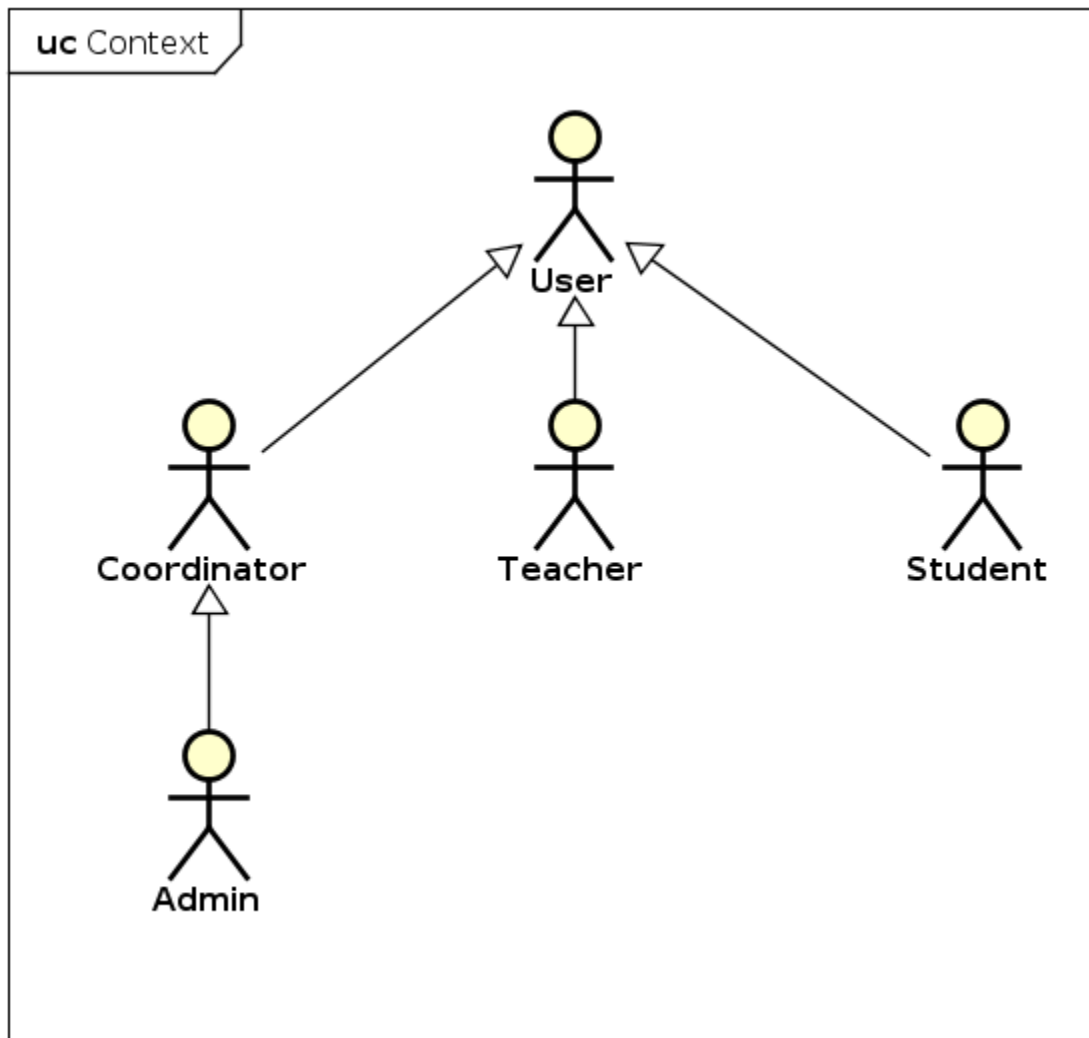 uc Context
User
Coordinator
Teacher
Student
Admin